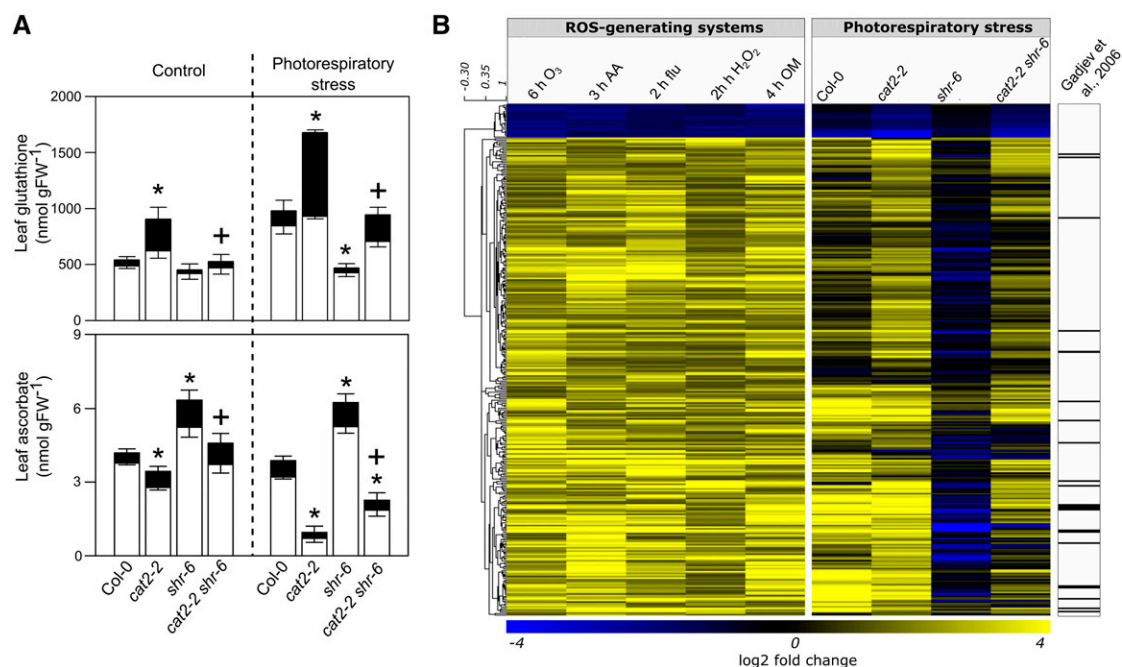 A
Control
Photorespiratory
stress
Leaf glutathione
(nmol gFW⁻¹)
2000
1500
1000
500
0
*
*
+
*
+
Leaf ascorbate
(nmol gFW⁻¹)
9
6
3
0
*
*
+
*
*
+
*
Col-0
cat2-2
shr-6
cat2-2 shr-6
Col-0
cat2-2
shr-6
cat2-2 shr-6
B
ROS-generating systems
Photorespiratory stress
-0.30
0.35
1
6 h O₃
3 h AA
2 h flu
2h H₂O₂
4 h OM
Col-0
cat2-2
shr-6
cat2-2 shr-6
Gadjev et
al., 2006
-4
0
4
log2 fold change